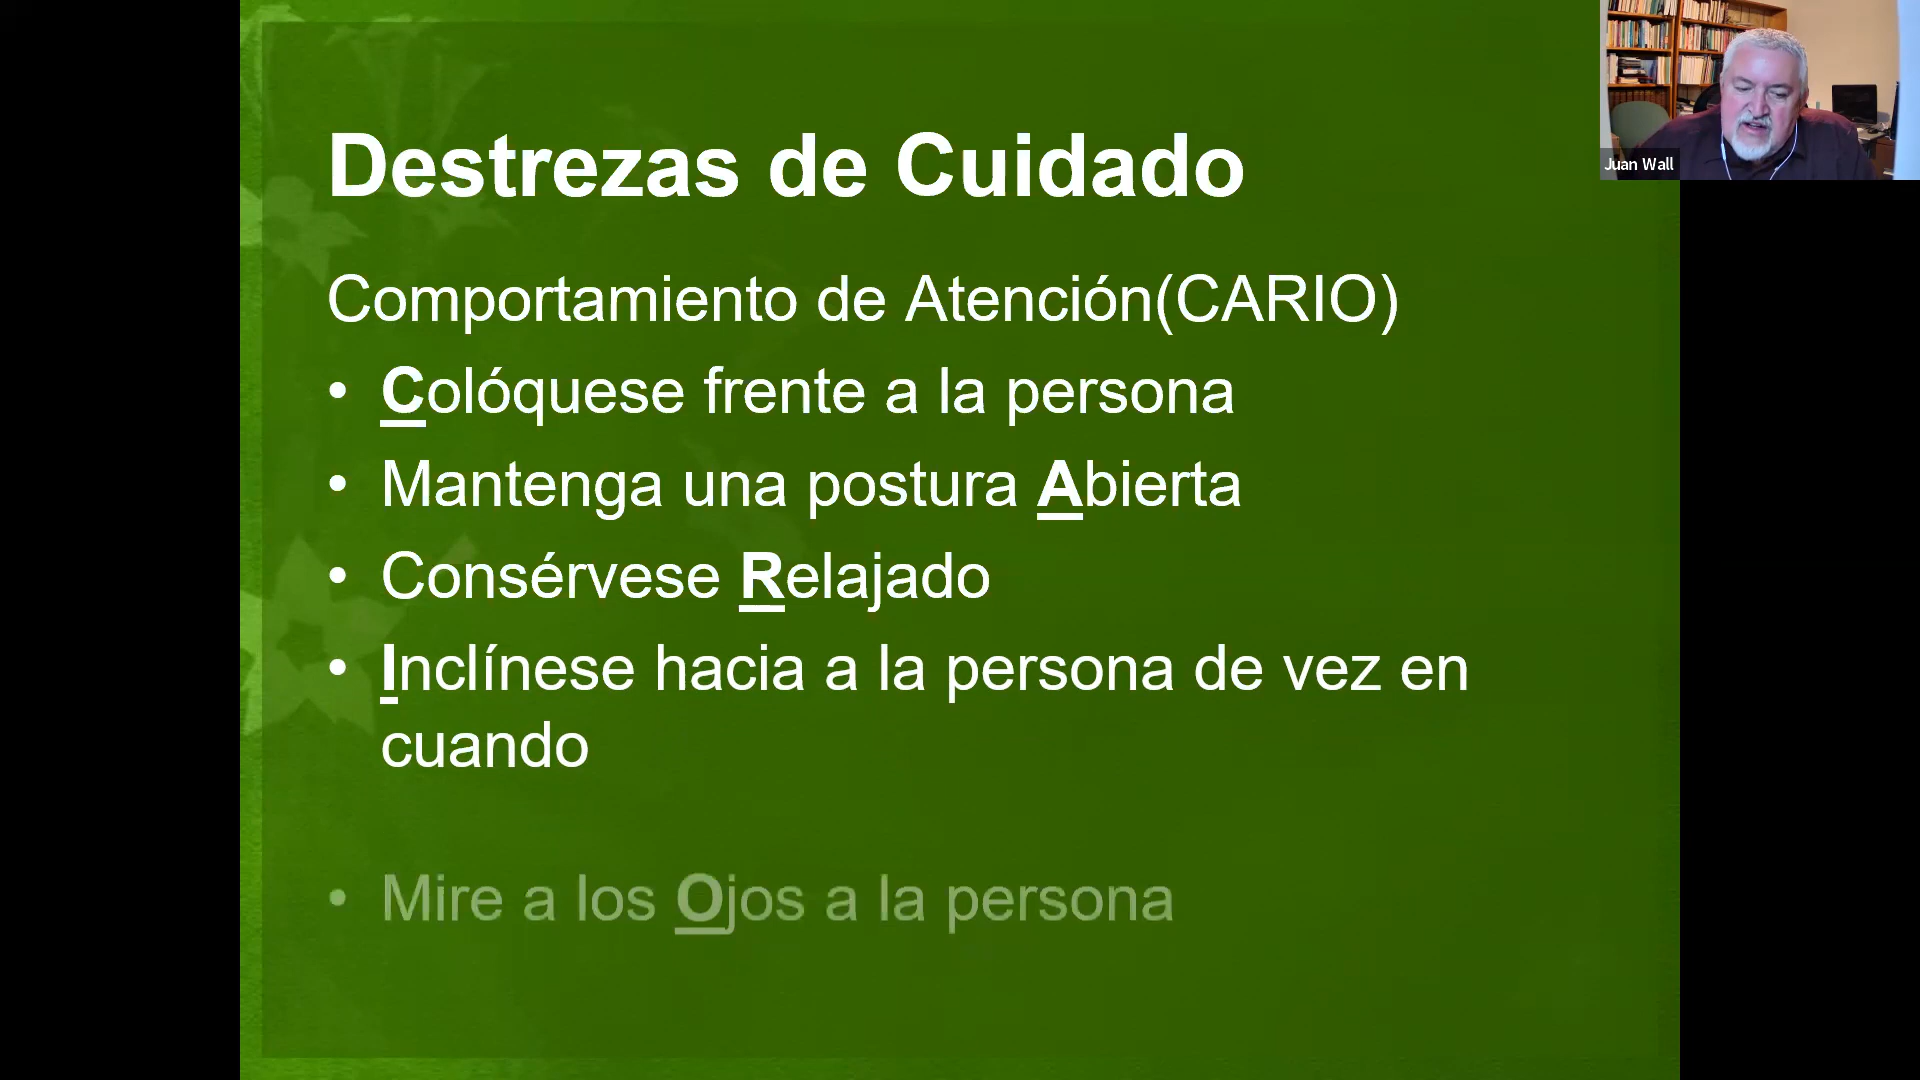 Destrezas de Cuidado
Comportamiento de Atención(CARIO)
• Colóquese frente a la persona
• Mantenga una postura Abierta
• Consérvese Relajado
• Inclínese hacia a la persona de vez en
cuando
• Mire a los Ojos a la persona
Juan Wall